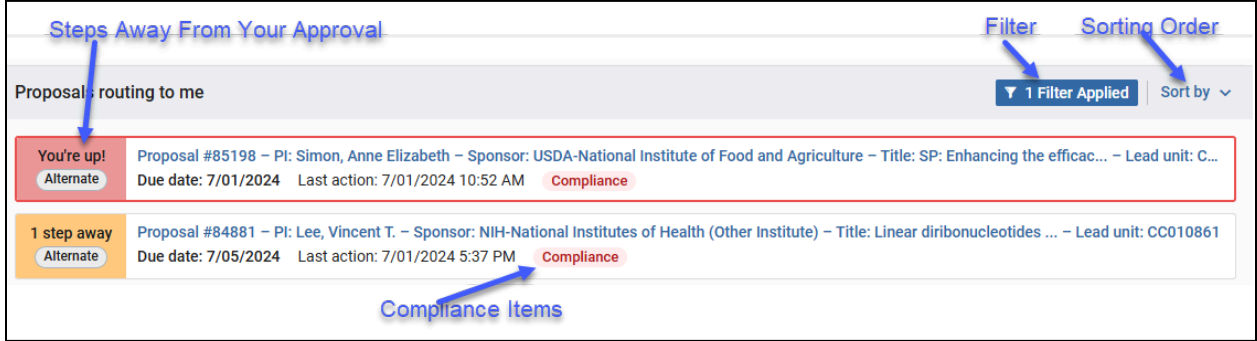 Steps Away From Your Approval
Filter
Sorting Order
Proposals routing to me
1 Filter Applied
Sort by
You're up!
Alternate
Proposal #85198 – PI: Simon, Anne Elizabeth – Sponsor: USDA-National Institute of Food and Agriculture – Title: SP: Enhancing the efficac... – Lead unit: C...
Due date: 7/01/2024 Last action: 7/01/2024 10:52 AM Compliance
1 step away
Alternate
Proposal #84881 – PI: Lee, Vincent T. – Sponsor: NIH-National Institutes of Health (Other Institute) – Title: Linear diribonucleotides ... – Lead unit: CC010861
Due date: 7/05/2024 Last action: 7/01/2024 5:37 PM Compliance
Compliance Items